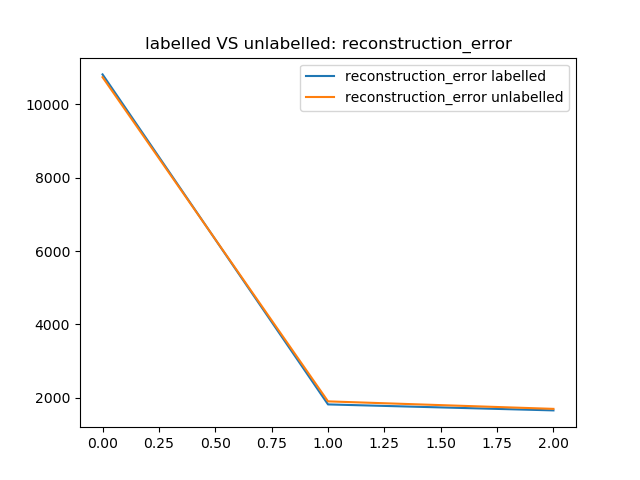 labelled VS unlabelled: reconstruction_error
reconstruction_error labelled
reconstruction_error unlabelled
10000
8000
6000
4000
2000
0.00 0.25 0.50 0.75 1.00 1.25 1.50 1.75 2.00